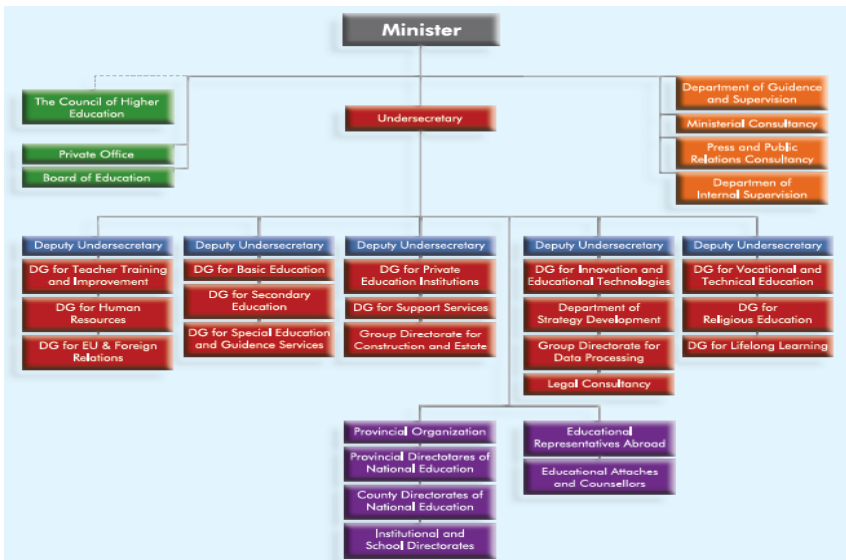 Minister
The Council of Higher
Education
Private Office
Board of Education
Undersecretary
Department of Guidance
and Supervision
Ministerial Consultancy
Press and Public
Relations Consultancy
Departmen of
Internal Supervision
Deputy Undersecretary
DG for Teacher Training
and Improvement
DG for Human
Resources
DG for EU & Foreign
Relations
Deputy Undersecretary
DG for Basic Education
DG for Secondary
Education
DG for Special Education
and Guidance Services
Deputy Undersecretary
DG for Private
Education Institutions
DG for Support Services
Group Directorate for
Construction and Estate
Deputy Undersecretary
DG for Innovation and
Educational Technologies
Department of
Strategy Development
Group Directorate for
Data Processing
Legal Consultancy
Deputy Undersecretary
DG for Vocational and
Technical Education
DG for
Religious Education
DG for Lifelong Learning
Provincial Organization
Provincial Directotares of
National Education
County Directorates of
National Education
Institutional and
School Directorates
Educational
Representatives Abroad
Educational Attaches
and Counsellors